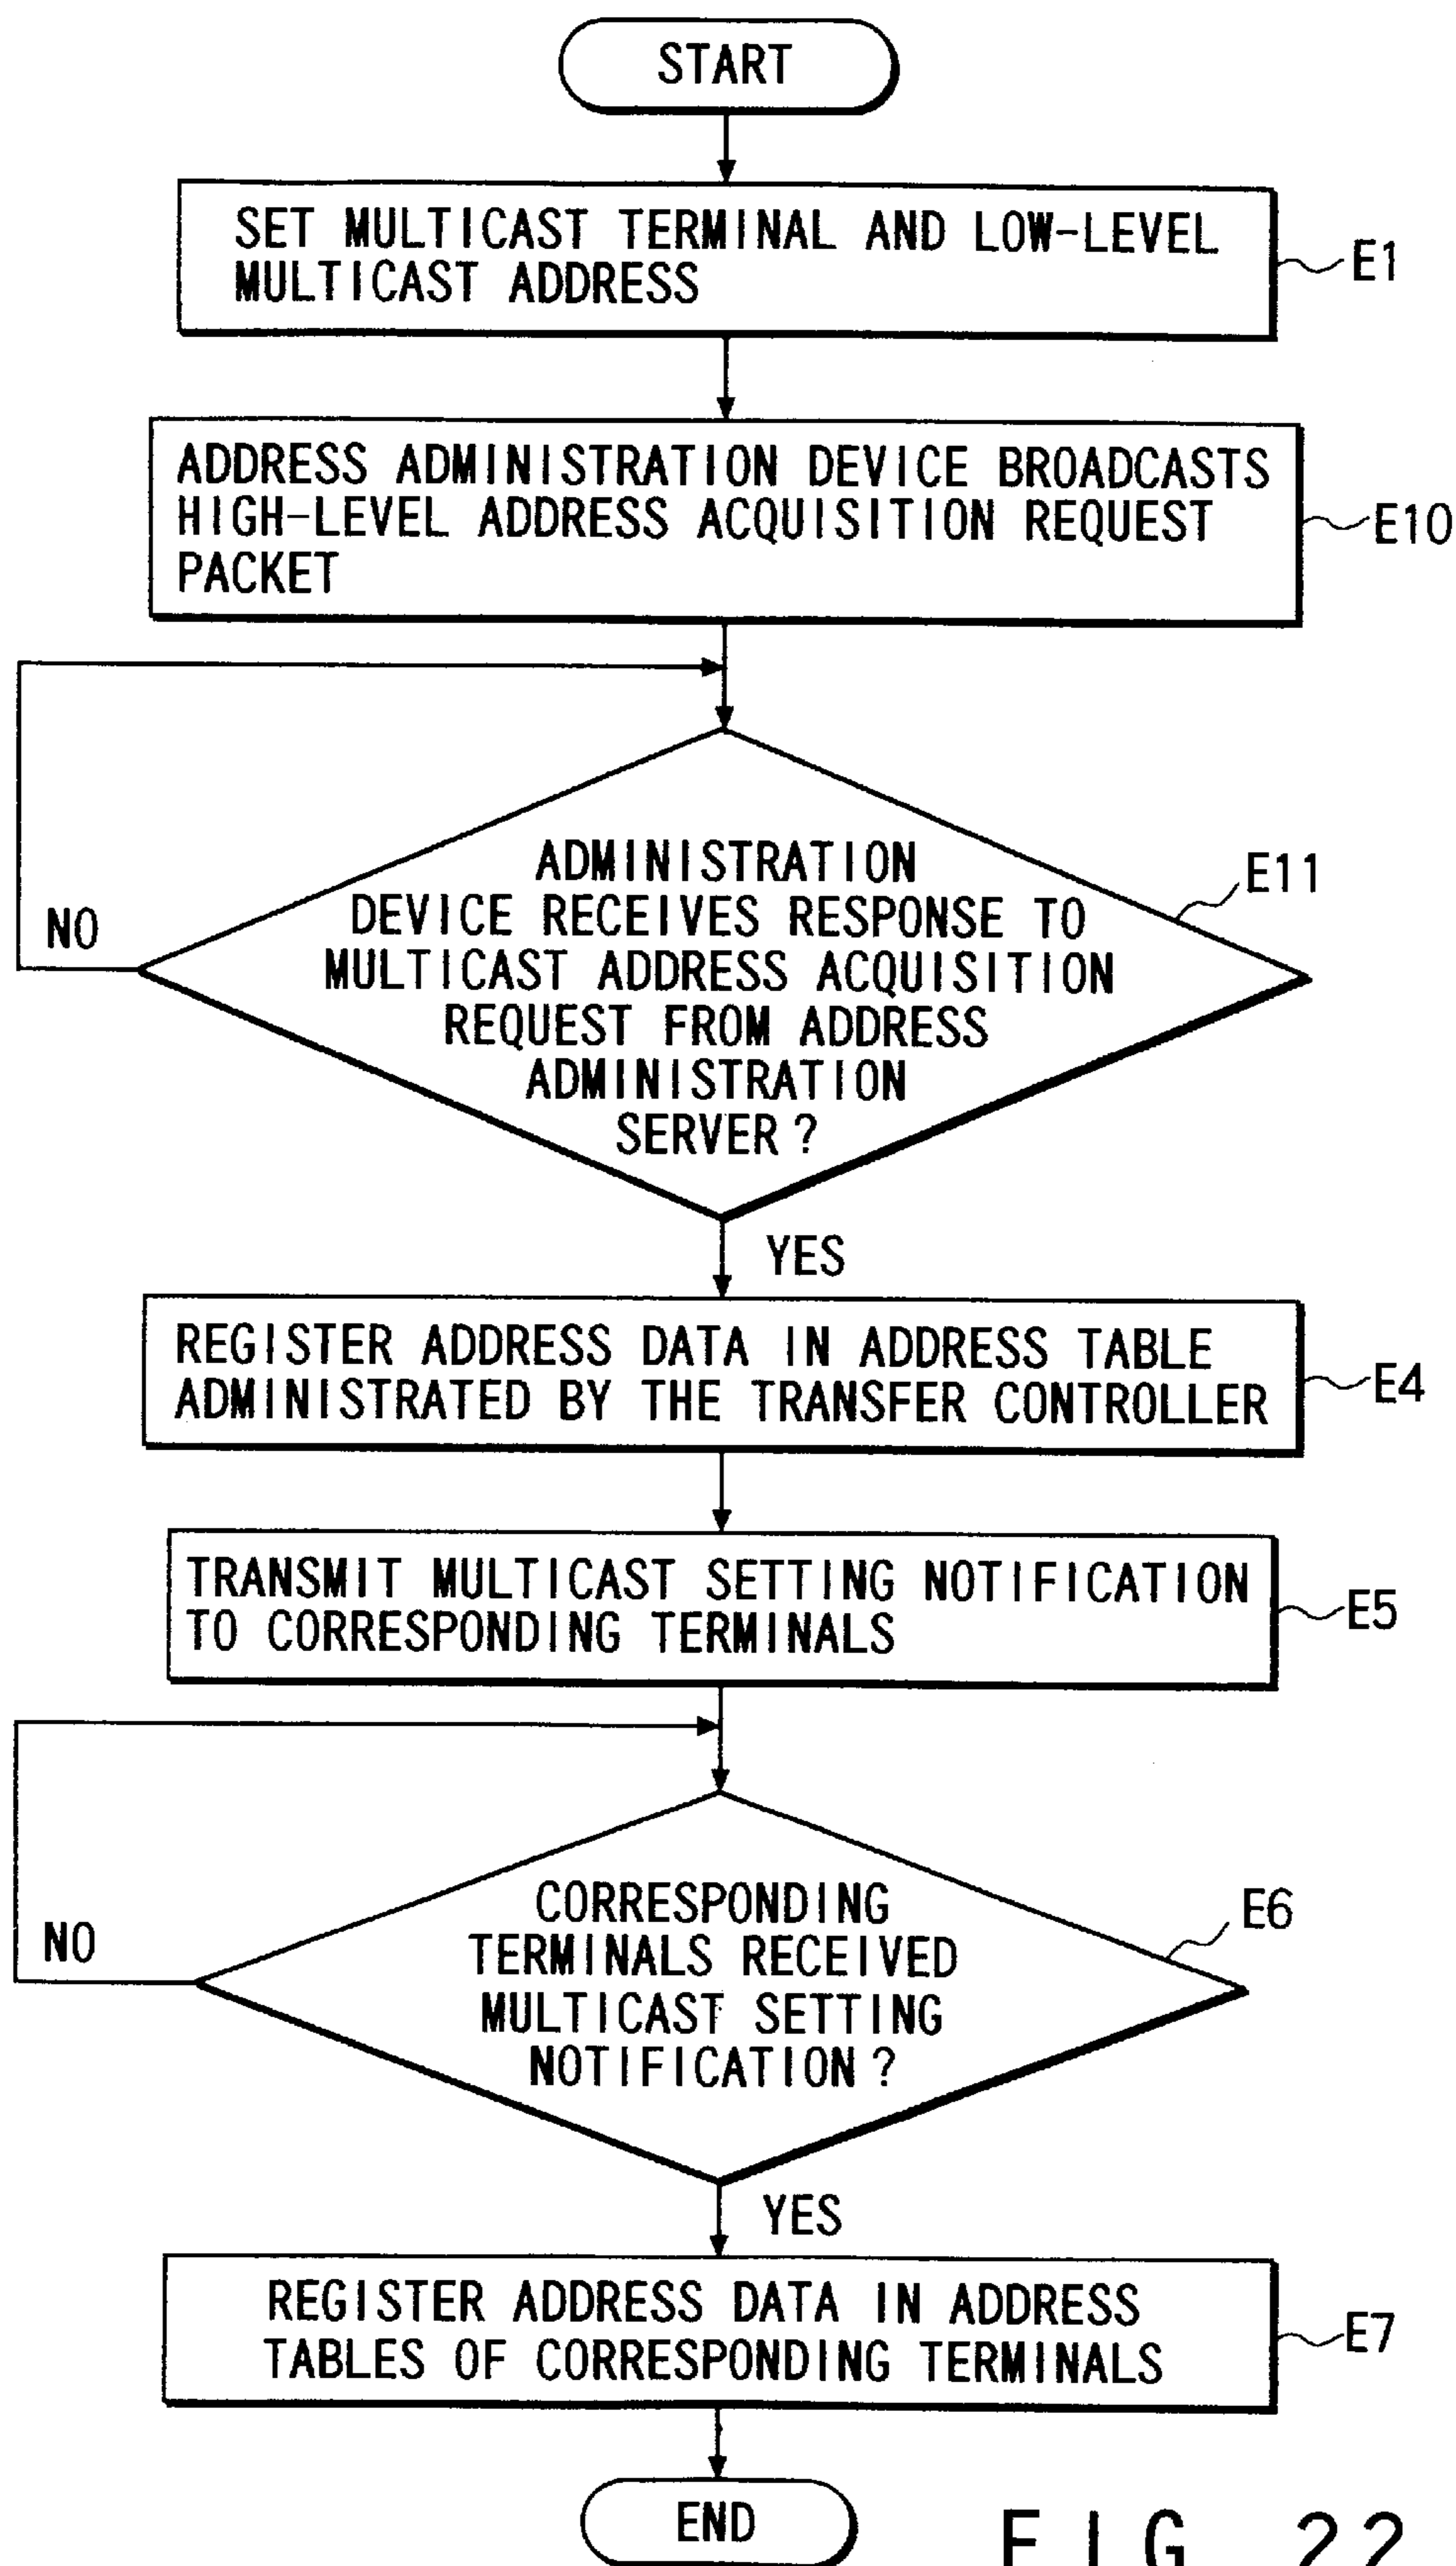 START
SET MULTICAST TERMINAL AND LOW-LEVEL
MULTICAST ADDRESS
E1
ADDRESS ADMINISTRATION DEVICE BROADCASTS
HIGH-LEVEL ADDRESS ACQUISITION REQUEST
PACKET
E10
ADMINISTRATION
DEVICE RECEIVES RESPONSE TO
MULTICAST ADDRESS ACQUISITION
REQUEST FROM ADDRESS
ADMINISTRATION
SERVER?
E11
NO
YES
REGISTER ADDRESS DATA IN ADDRESS TABLE
ADMINISTRATED BY THE TRANSFER CONTROLLER
E4
TRANSMIT MULTICAST SETTING NOTIFICATION
TO CORRESPONDING TERMINALS
E5
CORRESPONDING
TERMINALS RECEIVED
MULTICAST SETTING
NOTIFICATION?
E6
NO
YES
REGISTER ADDRESS DATA IN ADDRESS
TABLES OF CORRESPONDING TERMINALS
E7
END
FIG. 22